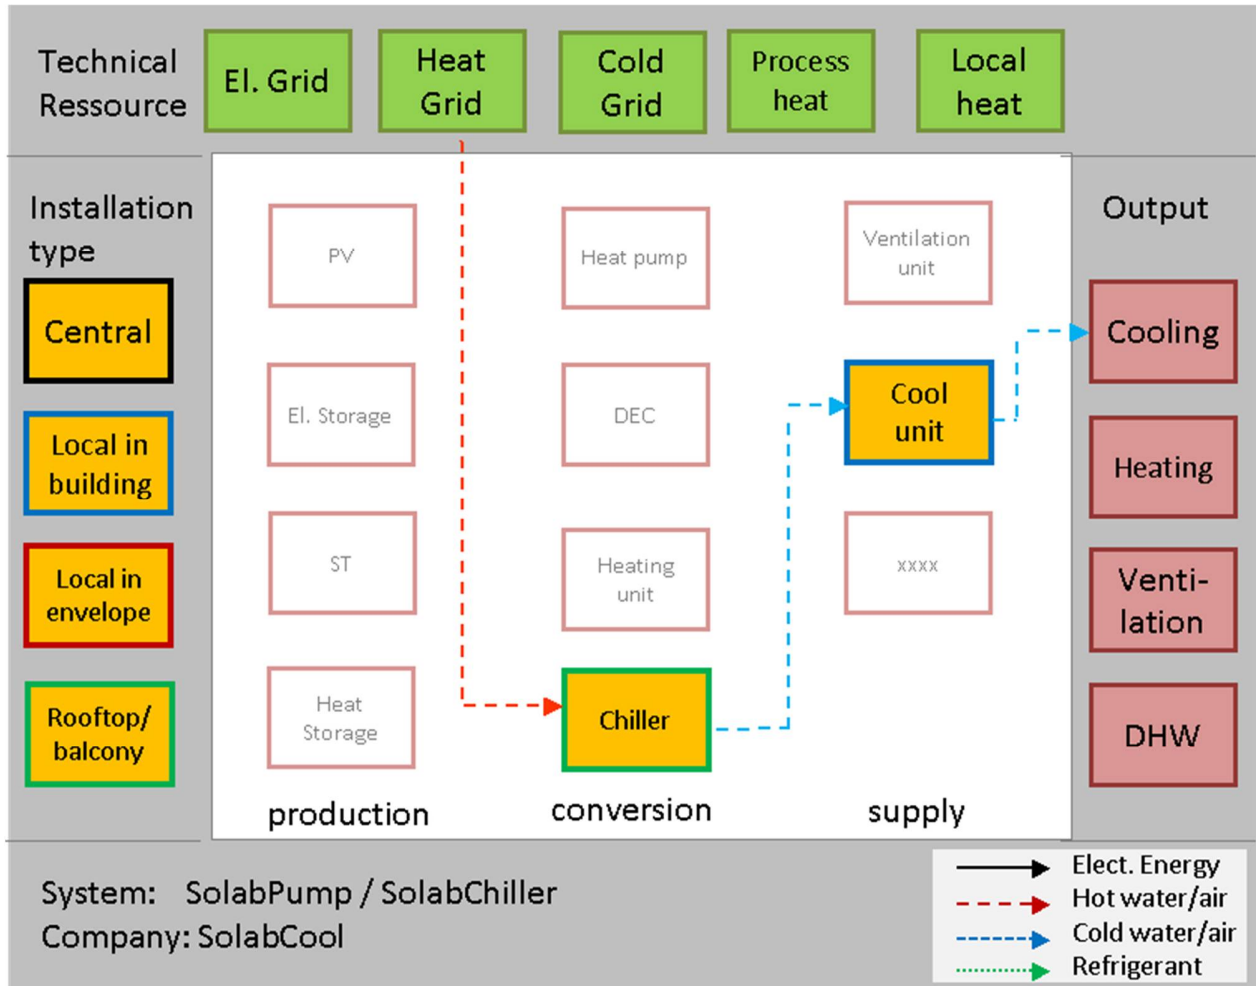 Technical
Ressource
El. Grid
Heat
Grid
Cold
Grid
Process
heat
Local
heat
Installation
type
Central
Local in
building
Local in
envelope
Rooftop/
balcony
PV
El. Storage
ST
Heat
Storage
production
Heat pump
DEC
Heating
unit
Chiller
conversion
Ventilation
unit
Cool
unit
xxxx
supply
Output
Cooling
Heating
Venti-
lation
DHW
System: SolabPump / SolabChiller
Company: SolabCool
Elect. Energy
Hot water/air
Cold water/air
Refrigerant